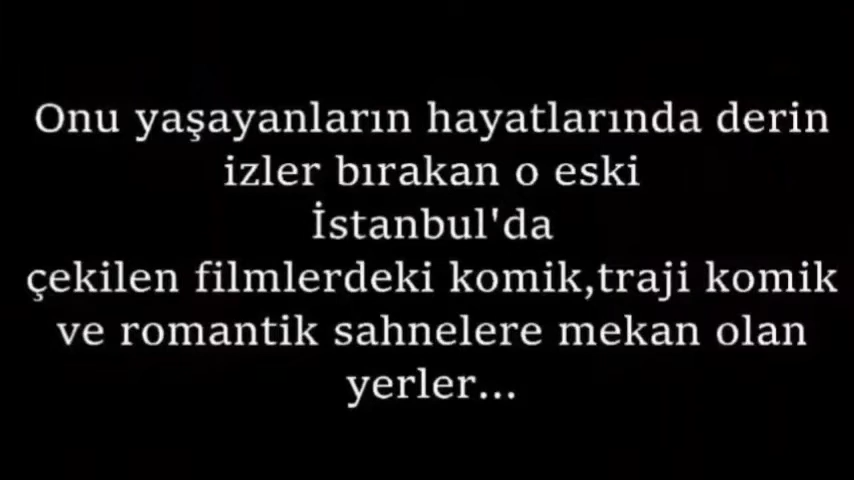 Onu yaşayanların hayatlarında derin
izler bırakan o eski
İstanbul'da
çekilen filmlerdeki komik,traji komik
ve romantik sahnelere mekan olan
yerler...